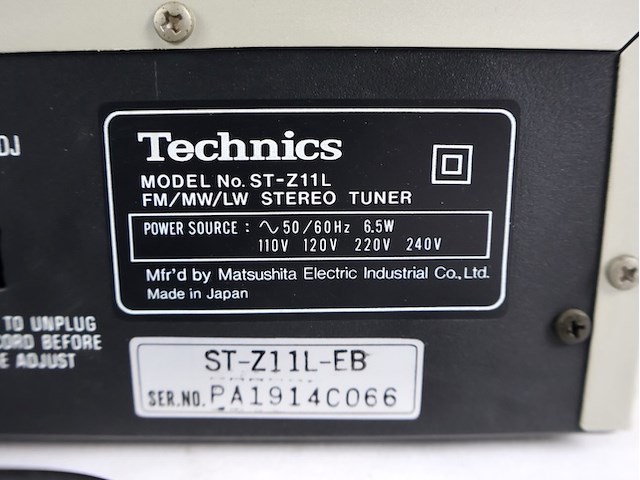 DJ
Technics
MODEL No. ST-Z11L
FM/MW/LW STEREO TUNER
POWER SOURCE : ∿50/60Hz 6.5W
110V 120V 220V 240V
Mfr'd by Matsushita Electric Industrial Co.,Ltd.
Made in Japan
TO UNPLUG
CORD BEFORE
ADJUST
ST-Z11L-EB
SER.NO. PA1914C066